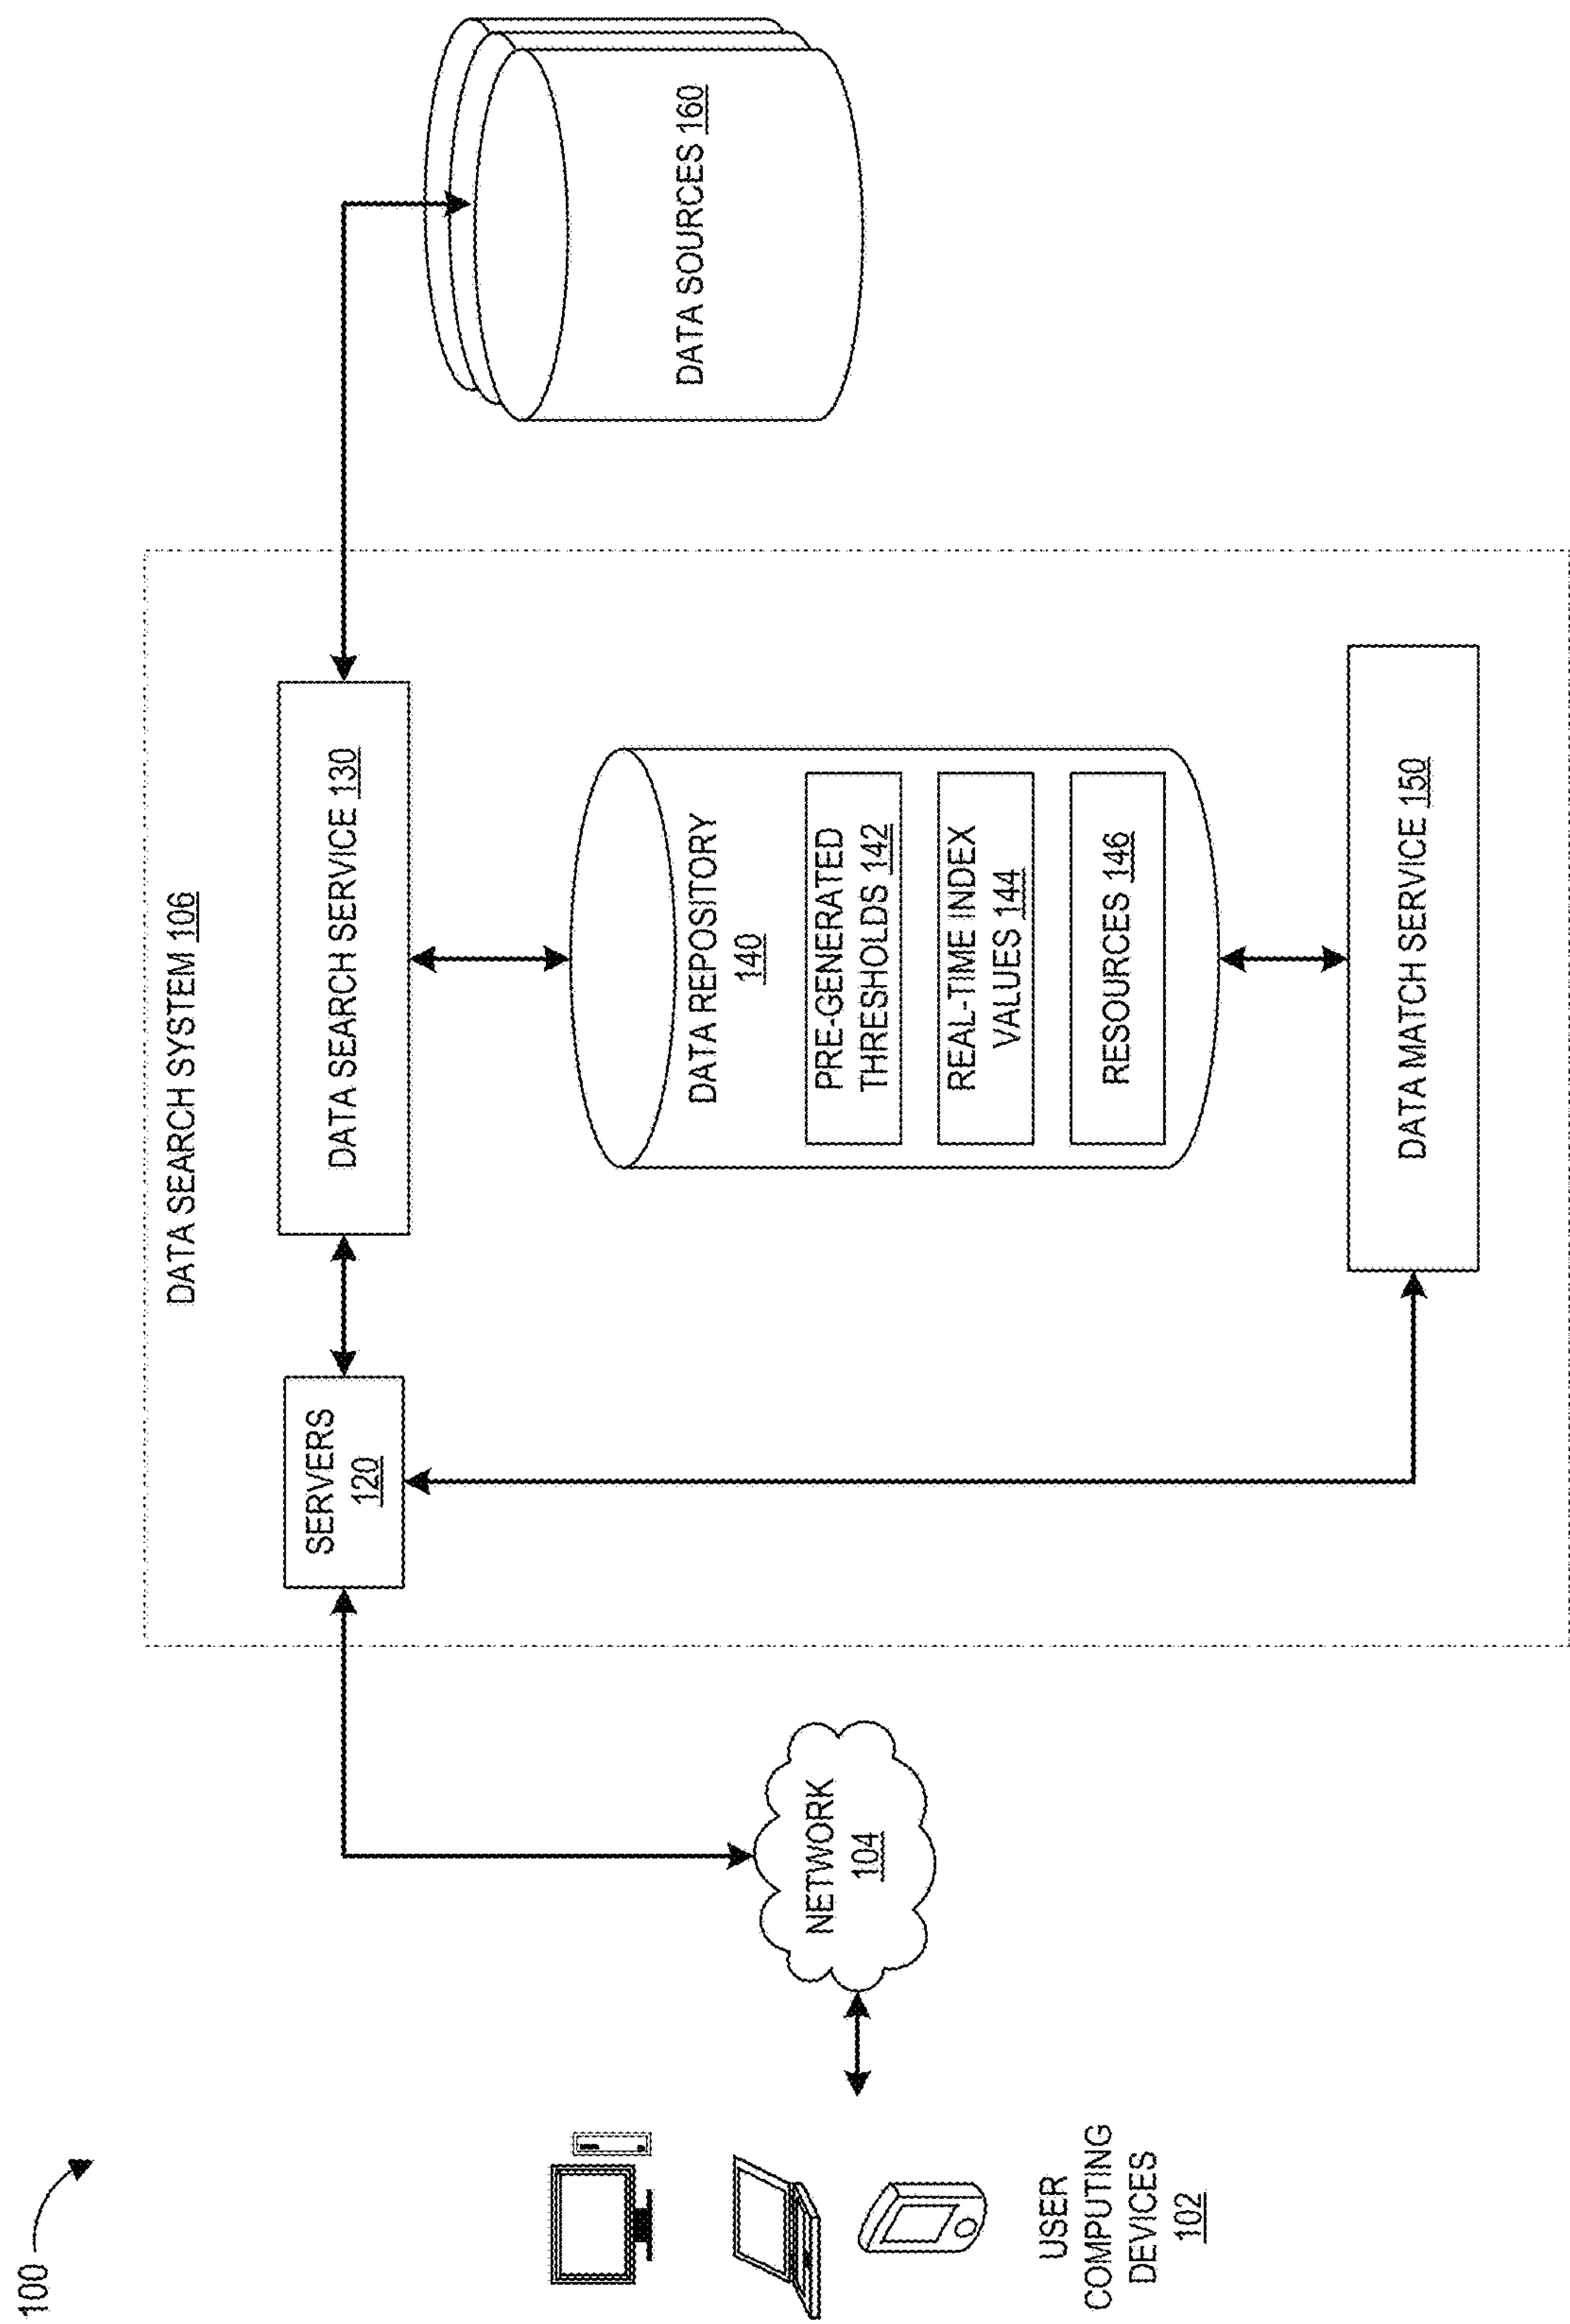 100
USER
COMPUTING
DEVICES
102
NETWORK
104
DATA SEARCH SYSTEM 106
SERVERS
120
DATA SEARCH SERVICE 130
DATA REPOSITORY
140
PRE-GENERATED
THRESHOLDS 142
REAL-TIME INDEX
VALUES 144
RESOURCES 146
DATA MATCH SERVICE 150
DATA SOURCES 160